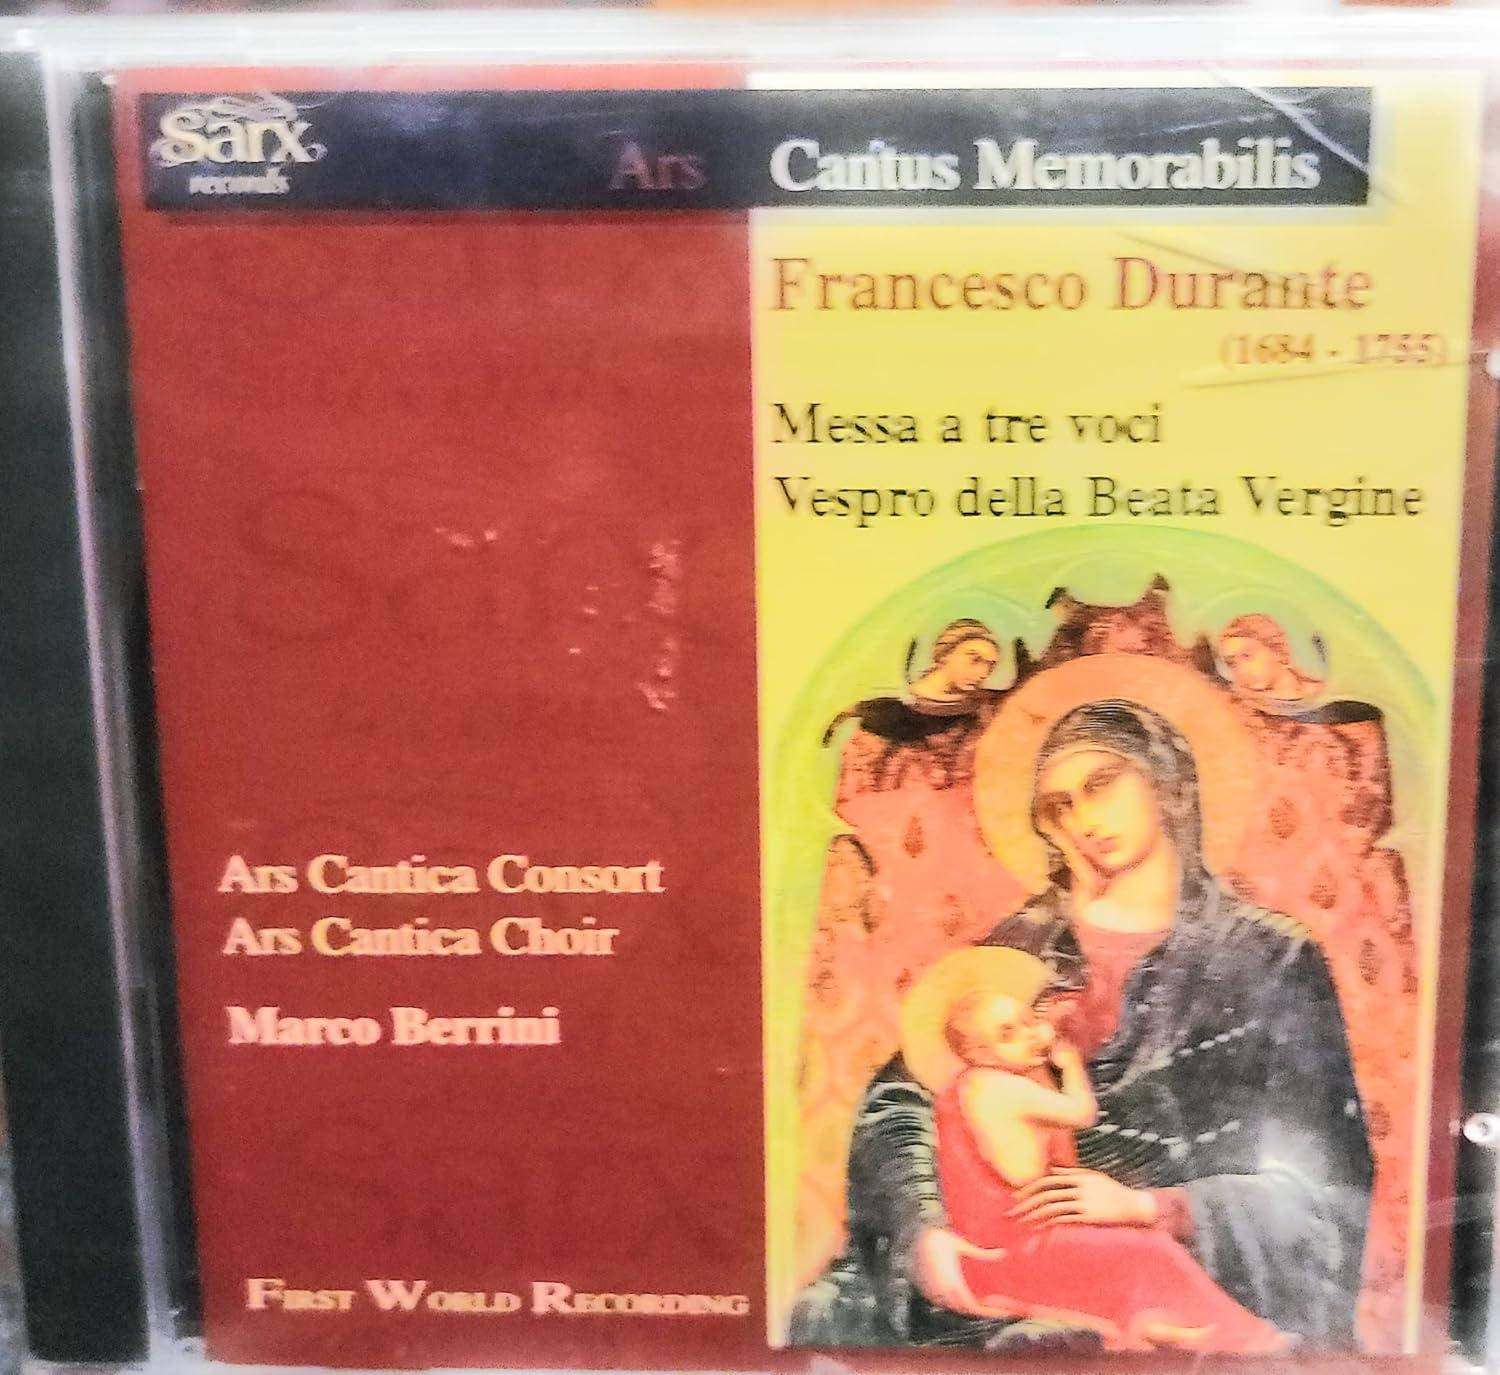 Sarx
records
Ars Cantus Memorabilis
Francesco Durante
(1684 - 1755)
Messa a tre voci
Vespro della Beata Vergine
Ars Cantica Consort
Ars Cantica Choir
Marco Berrini
FIRST WORLD RECORDING